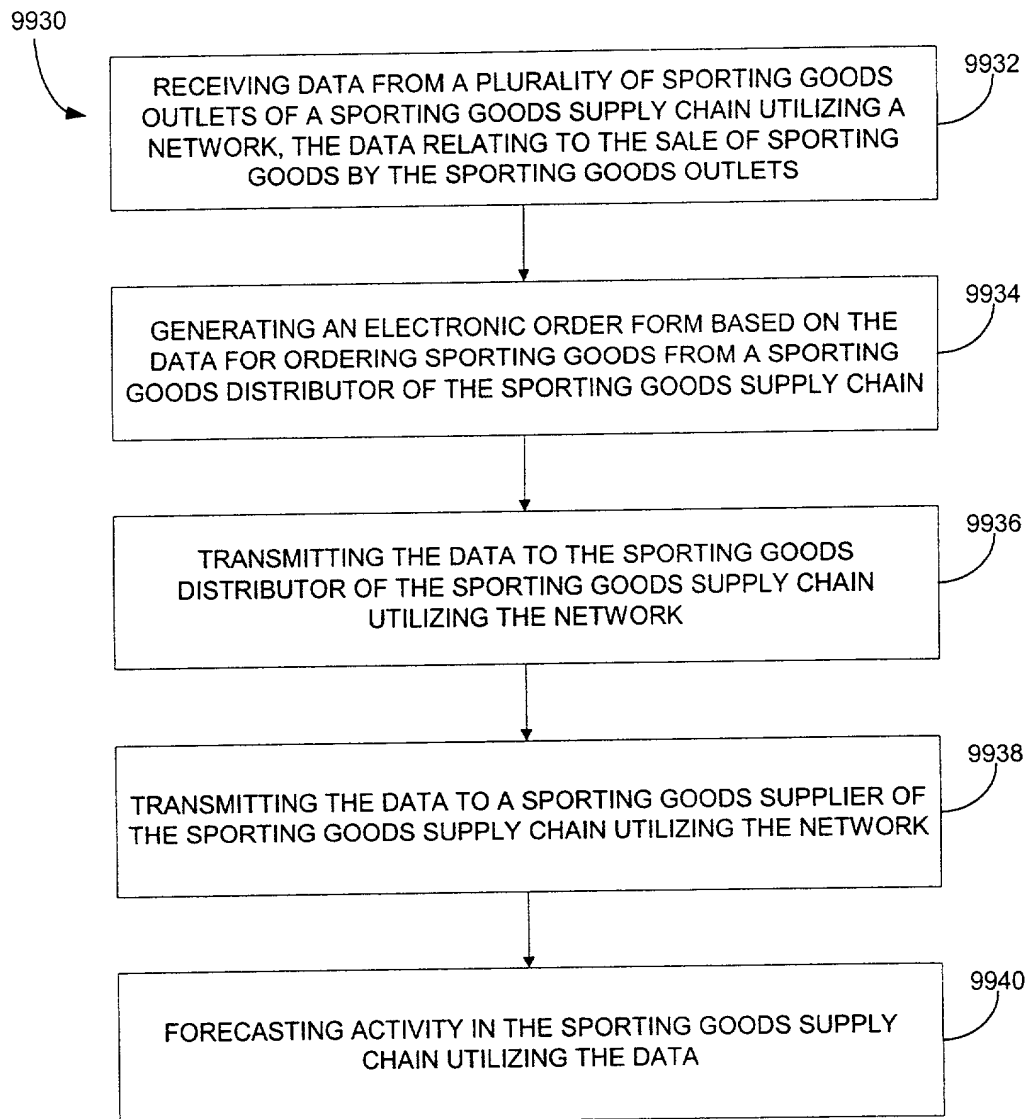 9930
RECEIVING DATA FROM A PLURALITY OF SPORTING GOODS
OUTLETS OF A SPORTING GOODS SUPPLY CHAIN UTILIZING A
NETWORK, THE DATA RELATING TO THE SALE OF SPORTING
GOODS BY THE SPORTING GOODS OUTLETS
9932
GENERATING AN ELECTRONIC ORDER FORM BASED ON THE
DATA FOR ORDERING SPORTING GOODS FROM A SPORTING
GOODS DISTRIBUTOR OF THE SPORTING GOODS SUPPLY CHAIN
9934
TRANSMITTING THE DATA TO THE SPORTING GOODS
DISTRIBUTOR OF THE SPORTING GOODS SUPPLY CHAIN
UTILIZING THE NETWORK
9936
TRANSMITTING THE DATA TO A SPORTING GOODS SUPPLIER OF
THE SPORTING GOODS SUPPLY CHAIN UTILIZING THE NETWORK
9938
FORECASTING ACTIVITY IN THE SPORTING GOODS SUPPLY
CHAIN UTILIZING THE DATA
9940